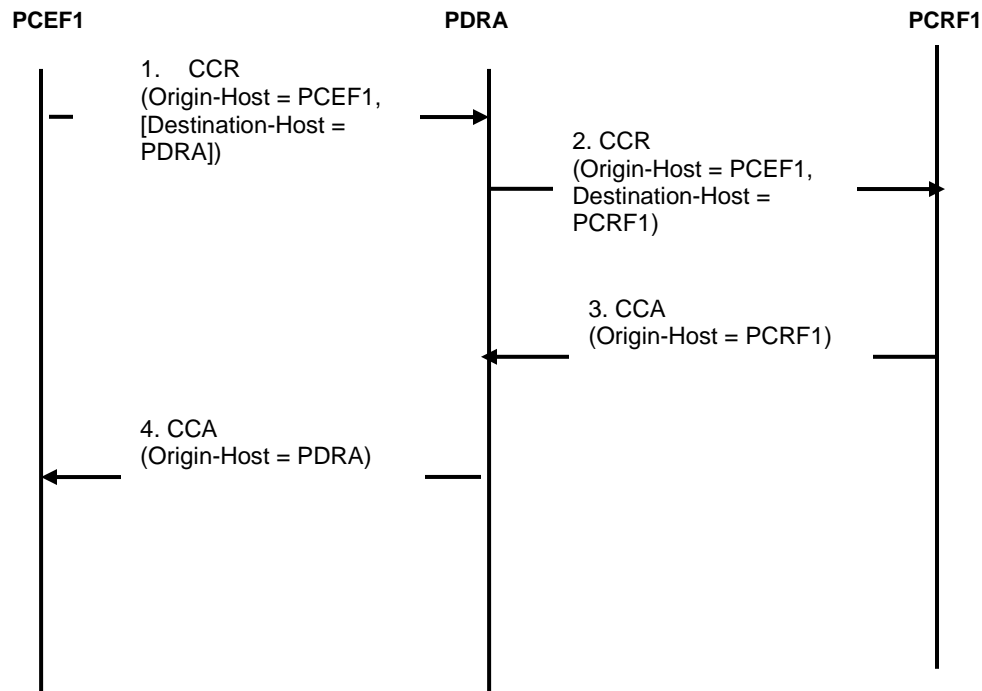 PCEF1
PDRA
PCRF1
1. CCR
(Origin-Host = PCEF1,
[Destination-Host =
PDRA])
2. CCR
(Origin-Host = PCEF1,
Destination-Host =
PCRF1)
3. CCA
(Origin-Host = PCRF1)
4. CCA
(Origin-Host = PDRA)